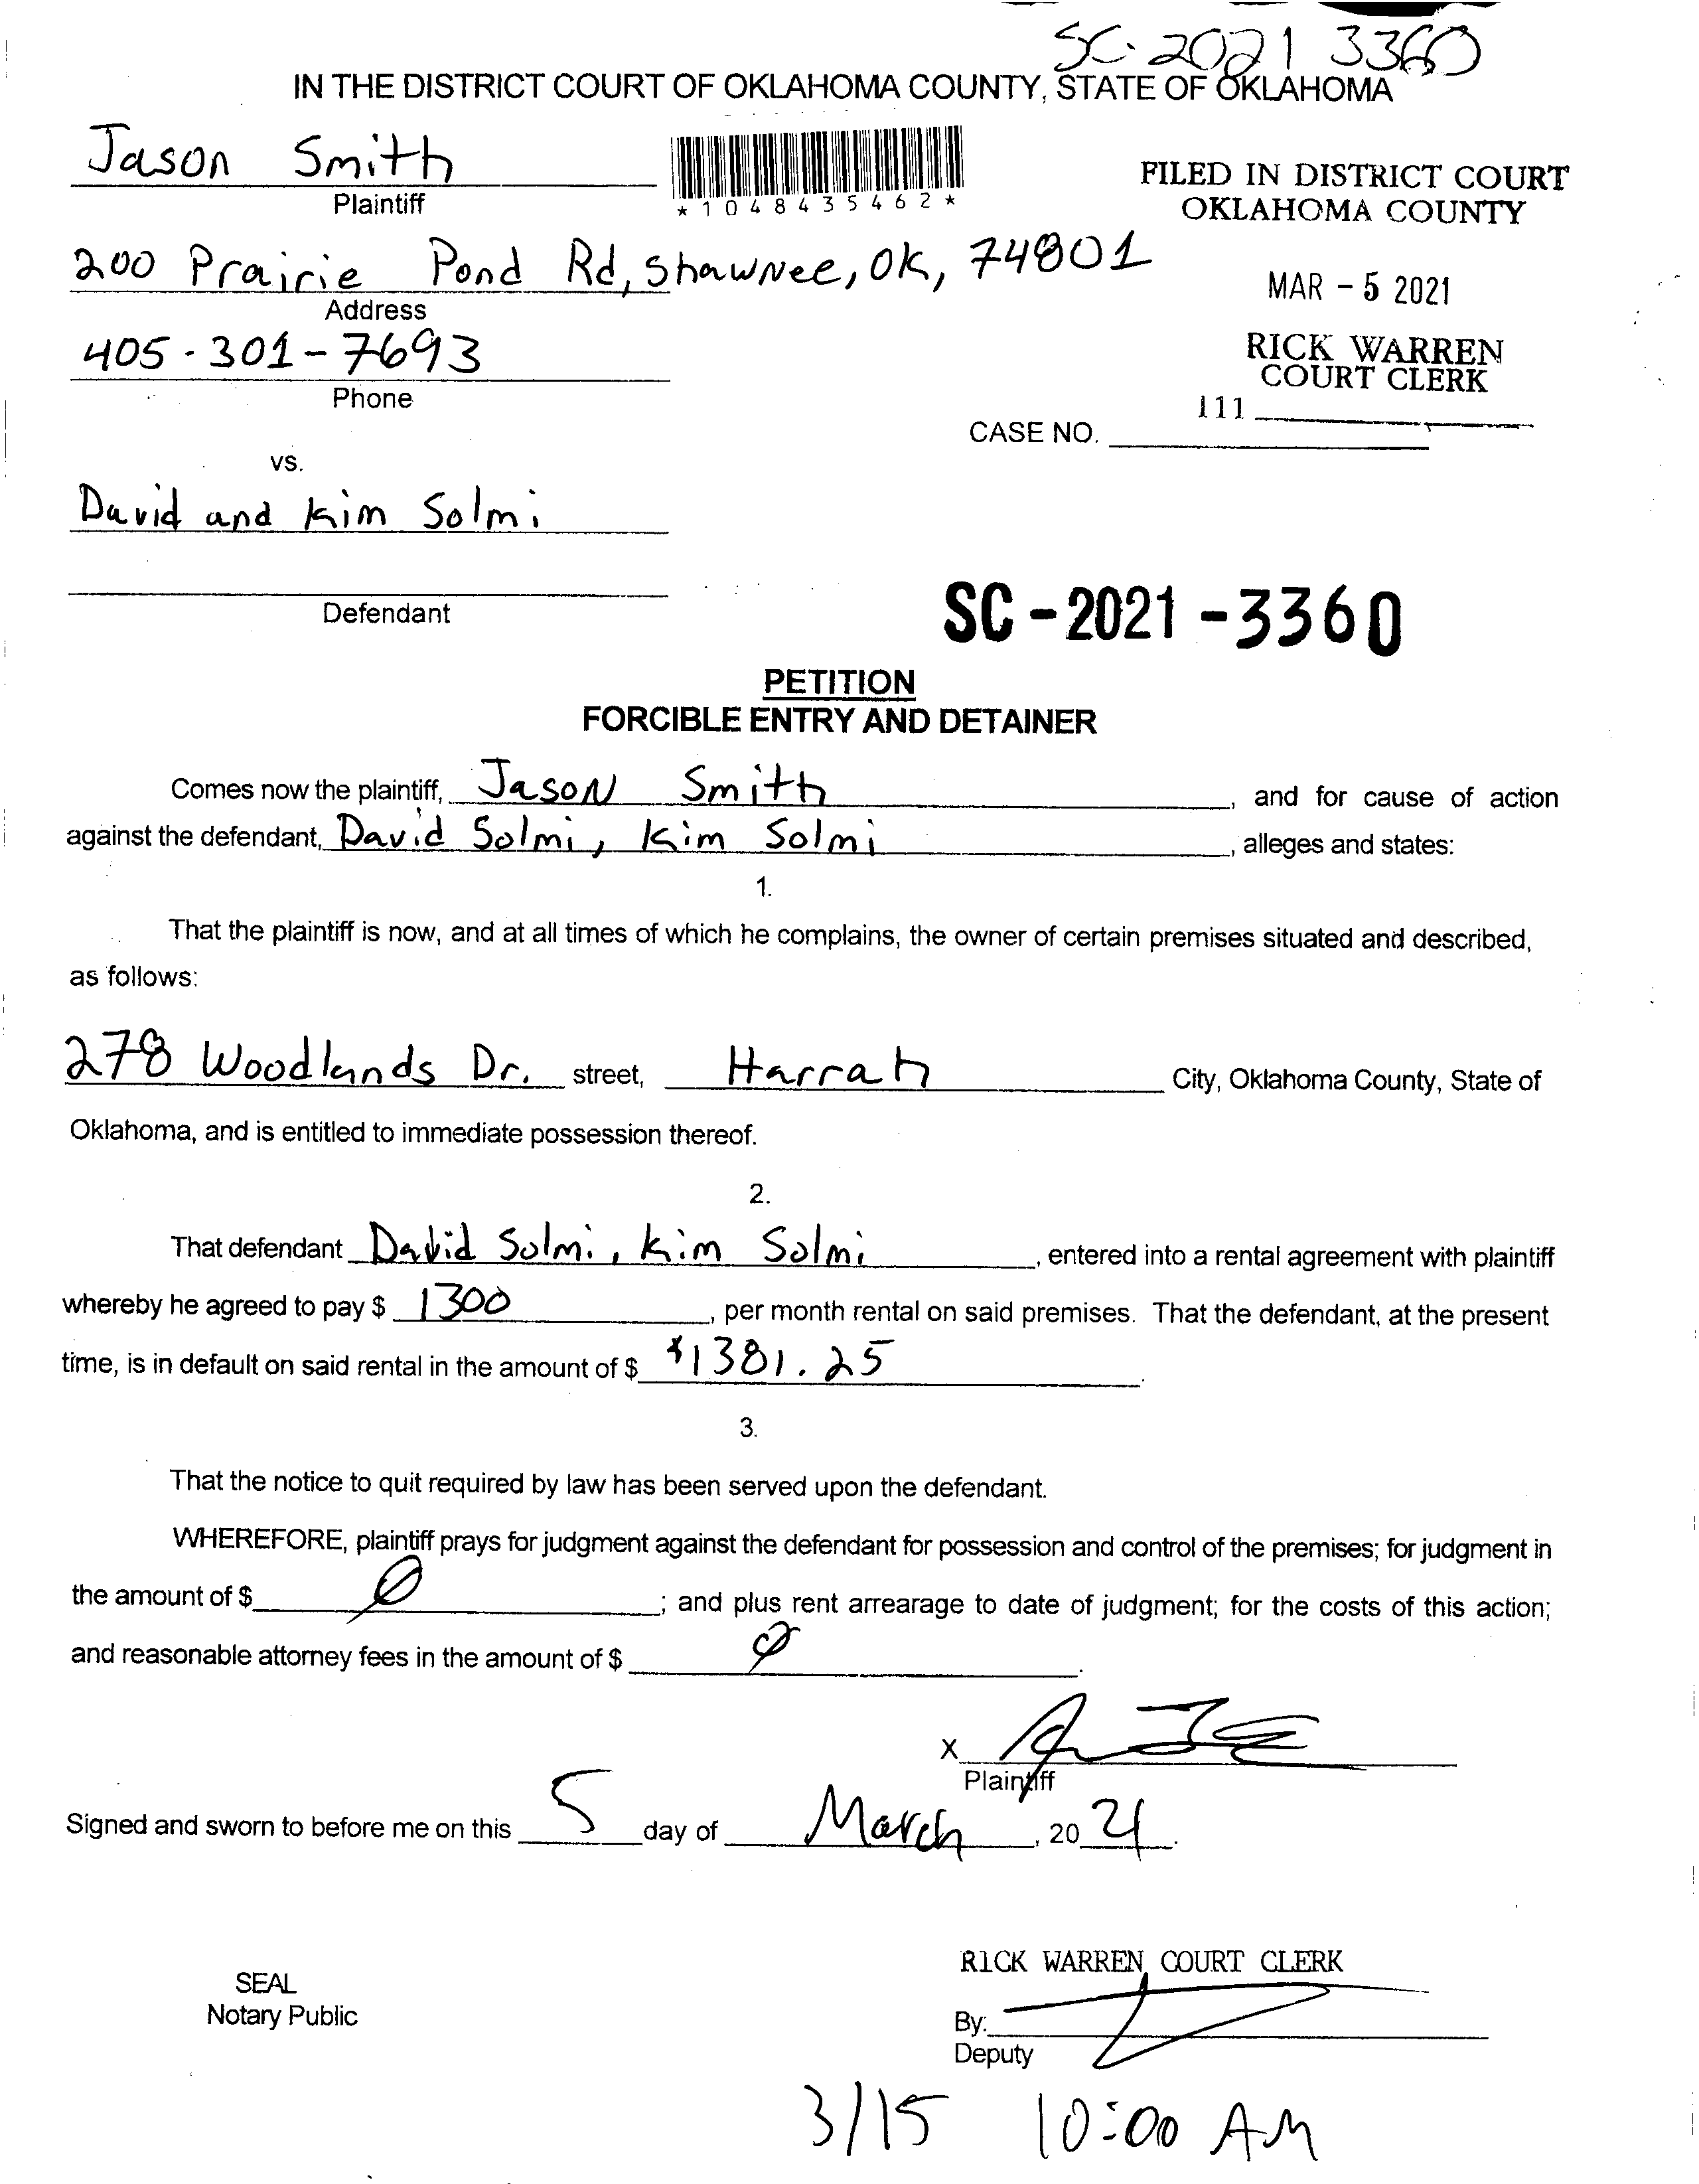 SC-2021 3360
IN THE DISTRICT COURT OF OKLAHOMA COUNTY, STATE OF OKLAHOMA
Jason Smith
Plaintiff
*1048435462*
FILED IN DISTRICT COURT
OKLAHOMA COUNTY
200 Prairie Pond Rd, Shawnee, OK, 74801
Address
MAR - 5 2021
405-301-7693
Phone
RICK WARREN
COURT CLERK
111
CASE NO.
vs.
David and Kim Solmi
Defendant
SC-2021-3360
PETITION
FORCIBLE ENTRY AND DETAINER
Comes now the plaintiff, Jason Smith, and for cause of action
against the defendant, David Solmi, Kim Solmi, alleges and states:
1.
That the plaintiff is now, and at all times of which he complains, the owner of certain premises situated and described,
as follows:
278 Woodlands Dr. street, Harrah City, Oklahoma County, State of
Oklahoma, and is entitled to immediate possession thereof.
2.
That defendant David Solmi, Kim Solmi, entered into a rental agreement with plaintiff
whereby he agreed to pay $ 1300, per month rental on said premises. That the defendant, at the present
time, is in default on said rental in the amount of $ $1381.25.
3.
That the notice to quit required by law has been served upon the defendant.
WHEREFORE, plaintiff prays for judgment against the defendant for possession and control of the premises; for judgment in
the amount of $ Ø; and plus rent arrearage to date of judgment; for the costs of this action;
and reasonable attorney fees in the amount of $ Ø.
X
Plaintiff
Signed and sworn to before me on this 5 day of March, 2021.
RICK WARREN COURT CLERK
SEAL
Notary Public
By:
Deputy
3/15 10:00 AM